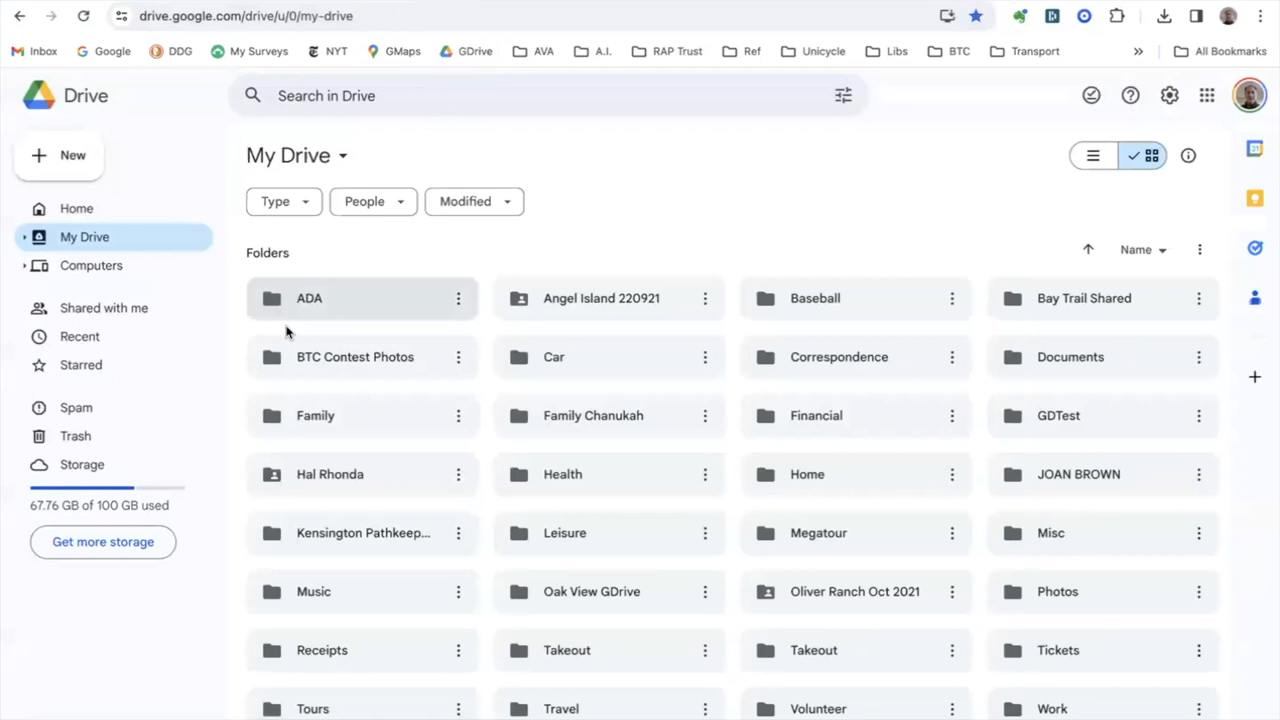 drive.google.com/drive/u/0/my-drive
Inbox Google DDG My Surveys NYT GMaps GDrive AVA A.I. RAP Trust Ref Unicycle Libs BTC Transport » All Bookmarks
Drive
Search in Drive
New
My Drive
Type People Modified
Home
My Drive
Computers
Shared with me
Recent
Starred
Spam
Trash
Storage
67.76 GB of 100 GB used
Get more storage
Folders
Name
ADA Angel Island 220921 Baseball Bay Trail Shared
BTC Contest Photos Car Correspondence Documents
Family Family Chanukah Financial GDTest
Hal Rhonda Health Home JOAN BROWN
Kensington Pathkeep... Leisure Megatour Misc
Music Oak View GDrive Oliver Ranch Oct 2021 Photos
Receipts Takeout Takeout Tickets
Tours Travel Volunteer Work
31